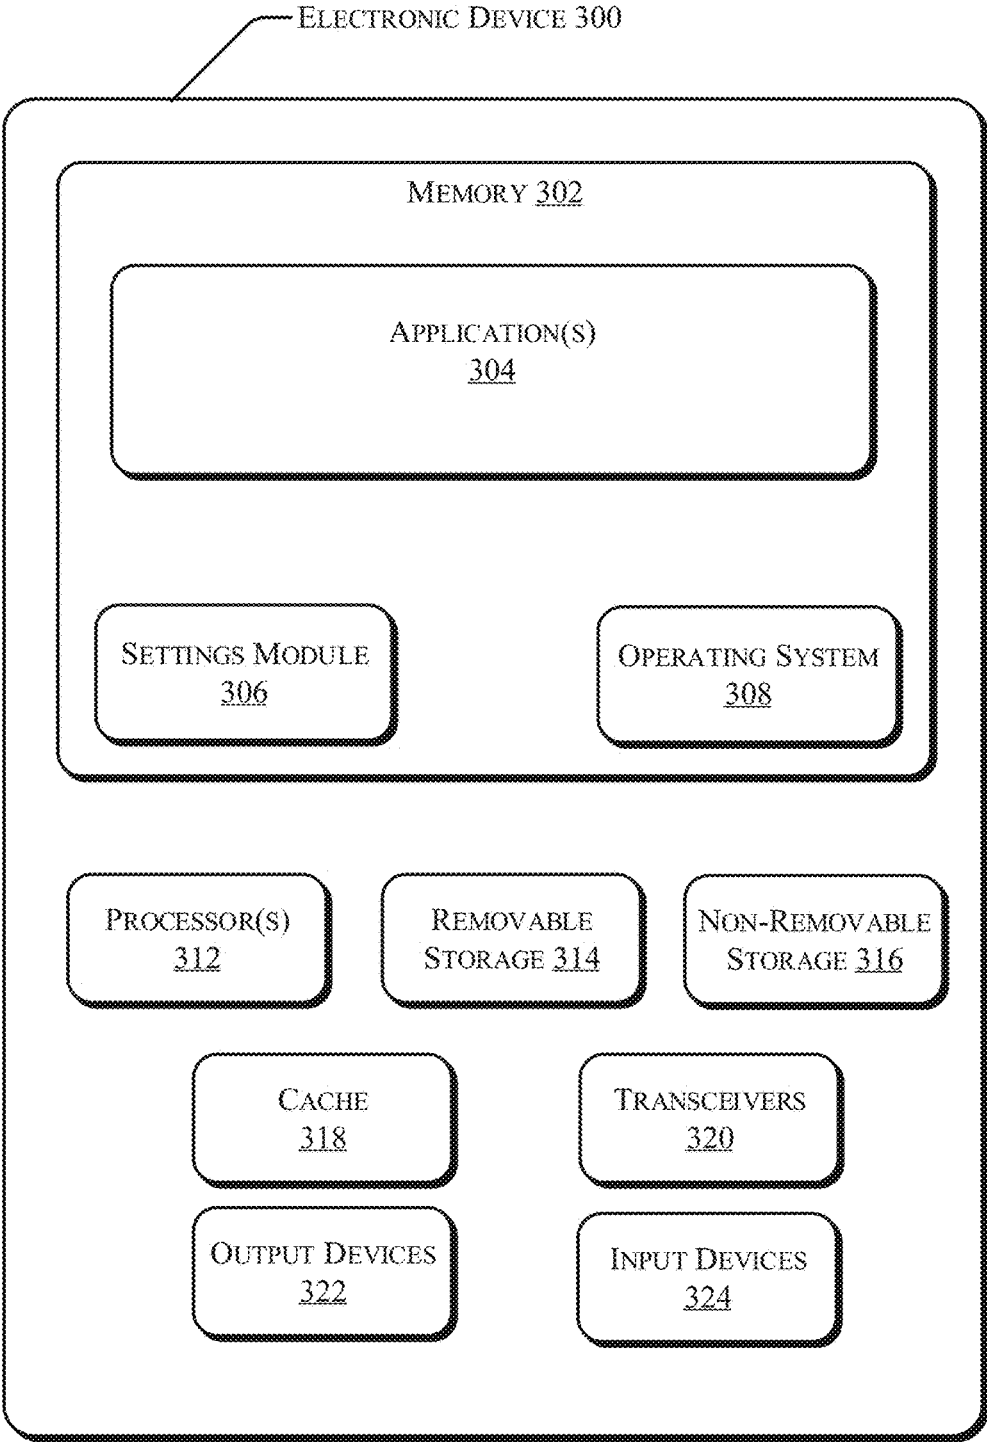 ELECTRONIC DEVICE 300
MEMORY 302
APPLICATION(S)
304
SETTINGS MODULE
306
OPERATING SYSTEM
308
PROCESSOR(S)
312
REMOVABLE
STORAGE 314
NON-REMOVABLE
STORAGE 316
CACHE
318
TRANSCEIVERS
320
OUTPUT DEVICES
322
INPUT DEVICES
324